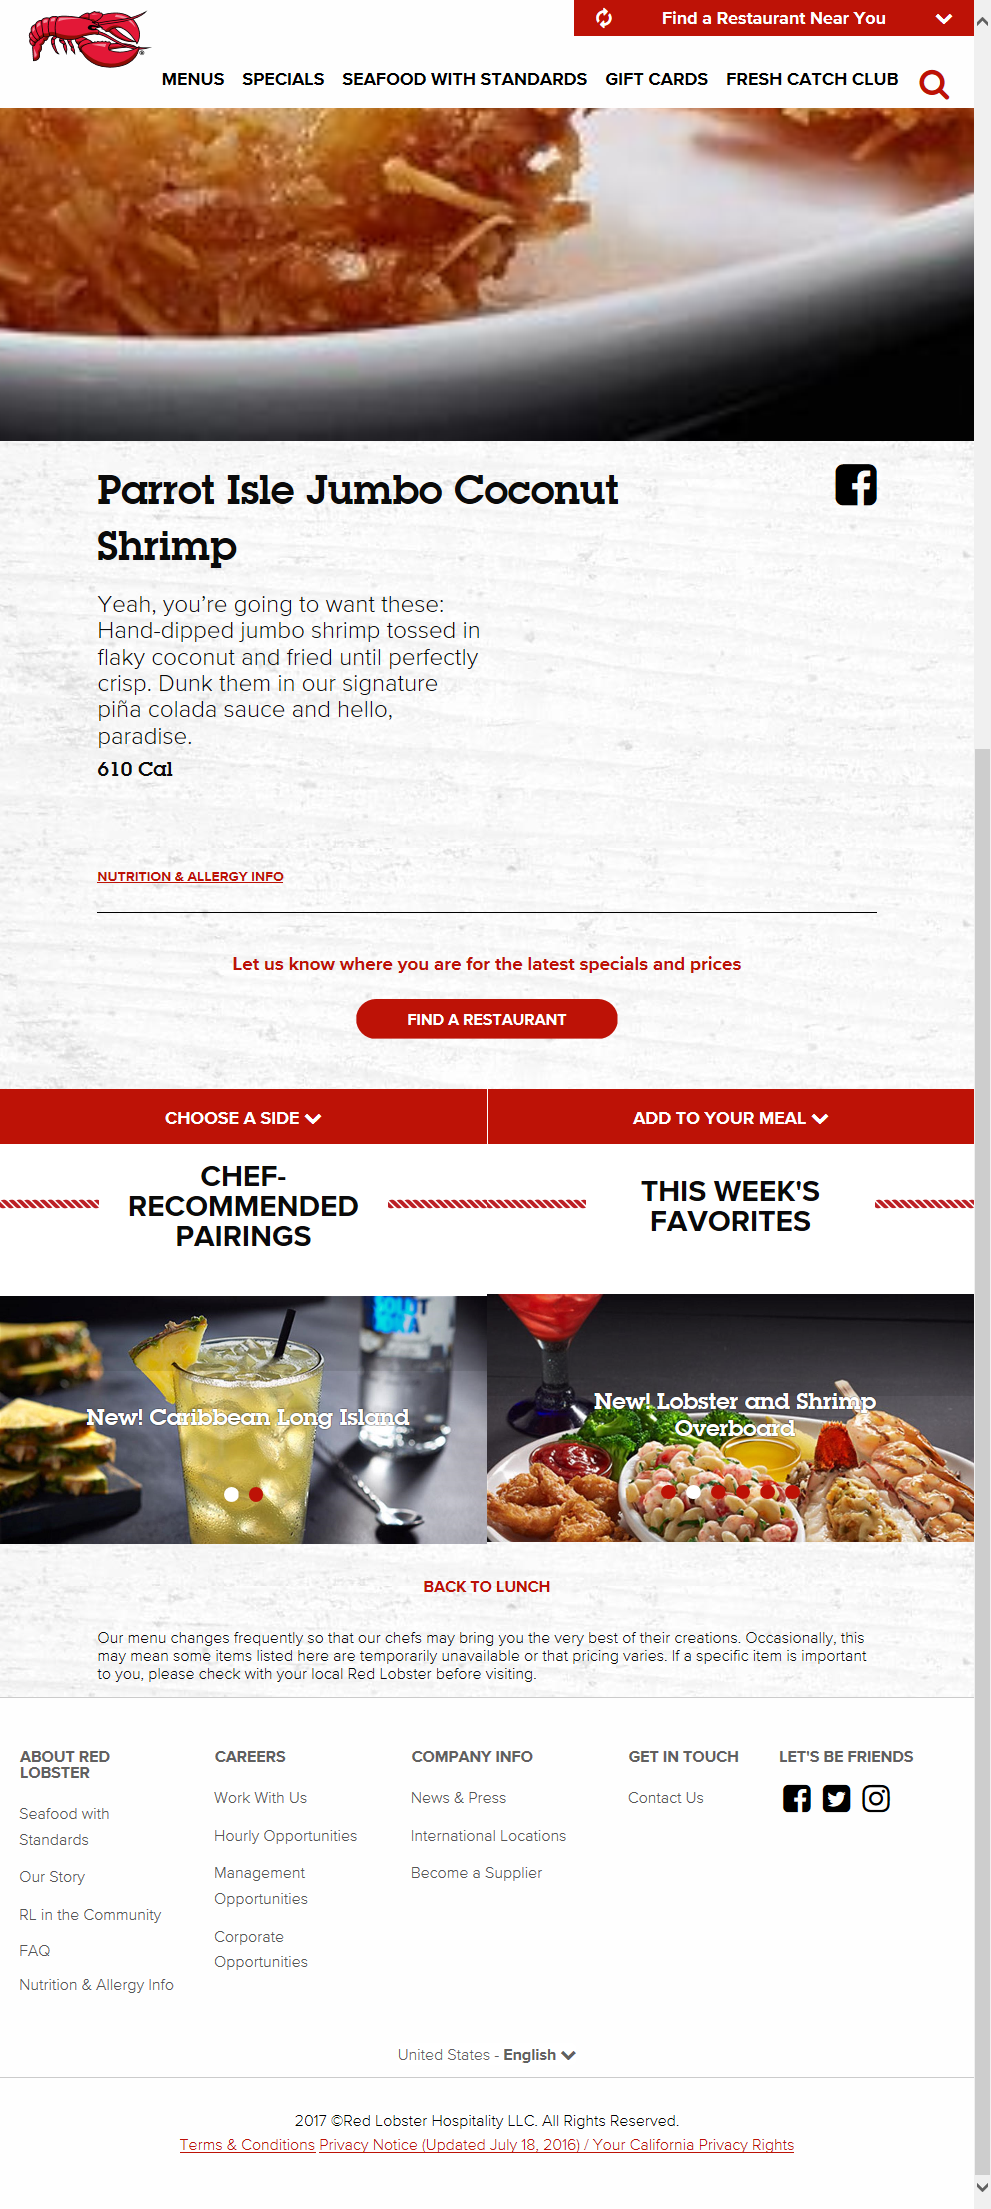 Find a Restaurant Near You
MENUS SPECIALS SEAFOOD WITH STANDARDS GIFT CARDS FRESH CATCH CLUB
Parrot Isle Jumbo Coconut
Shrimp
Yeah, you're going to want these:
Hand-dipped jumbo shrimp tossed in
flaky coconut and fried until perfectly
crisp. Dunk them in our signature
piña colada sauce and hello,
paradise.
610 Cal
NUTRITION & ALLERGY INFO
Let us know where you are for the latest specials and prices
FIND A RESTAURANT
CHOOSE A SIDE
ADD TO YOUR MEAL
CHEF-
RECOMMENDED
PAIRINGS
THIS WEEK'S
FAVORITES
New! Caribbean Long Island
New! Lobster and Shrimp
Overboard
BACK TO LUNCH
Our menu changes frequently so that our chefs may bring you the very best of their creations. Occasionally, this
may mean some items listed here are temporarily unavailable or that pricing varies. If a specific item is important
to you, please check with your local Red Lobster before visiting.
ABOUT RED
LOBSTER
Seafood with
Standards
Our Story
RL in the Community
FAQ
Nutrition & Allergy Info
CAREERS
Work With Us
Hourly Opportunities
Management
Opportunities
Corporate
Opportunities
COMPANY INFO
News & Press
International Locations
Become a Supplier
GET IN TOUCH
Contact Us
LET'S BE FRIENDS
United States - English
2017 ©Red Lobster Hospitality LLC. All Rights Reserved.
Terms & Conditions Privacy Notice (Updated July 18, 2016) / Your California Privacy Rights